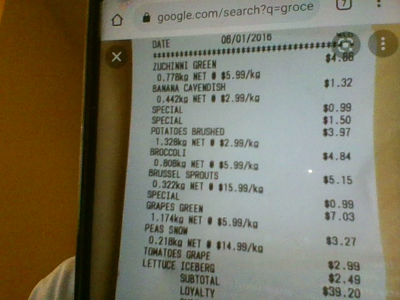 google.com/search?q=groce
7
DATE 06/01/2016
ZUCHINNI GREEN $4.66
0.778kg NET @ $5.99/kg
BANANA CAVENDISH $1.32
0.442kg NET @ $2.99/kg
SPECIAL $0.99
SPECIAL $1.50
POTATOES BRUSHED $3.97
1.328kg NET @ $2.99/kg
BROCCOLI $4.84
0.808kg NET @ $5.99/kg
BRUSSEL SPROUTS $5.15
0.322kg NET @ $15.99/kg
SPECIAL $0.99
GRAPES GREEN $7.03
1.174kg NET @ $5.99/kg
PEAS SNOW $3.27
0.218kg NET @ $14.99/kg
TOMATOES GRAPE $2.99
LETTUCE ICEBERG $2.49
SUBTOTAL $39.20
LOYALTY